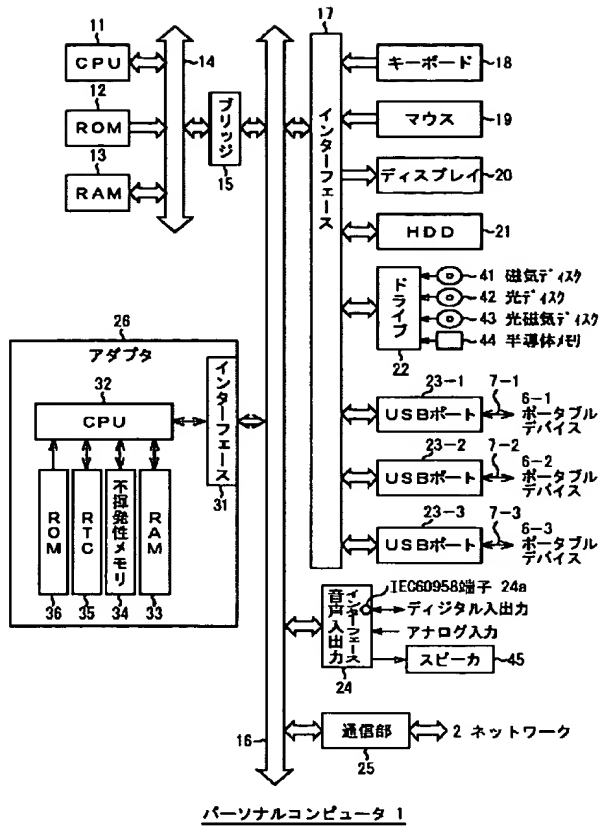 11
CPU
14
12
ROM
13
RAM
ブリッジ
15
17
インターフェース
キーボード
18
マウス
19
ディスプレイ
20
HDD
21
ドライブ
22
41 磁気ディスク
42 光ディスク
43 光磁気ディスク
44 半導体メモリ
26
アダプタ
32
CPU
インターフェース
31
ROM
36
RTC
35
不揮発性メモリ
34
RAM
33
23-1
USBポート
7-1
6-1
ポータブル
デバイス
23-2
USBポート
7-2
6-2
ポータブル
デバイス
23-3
USBポート
7-3
6-3
ポータブル
デバイス
IEC60958端子 24a
音声入出力
インターフェース
24
ディジタル入出力
アナログ入力
スピーカ
45
16
通信部
25
2 ネットワーク
パーソナルコンピュータ 1